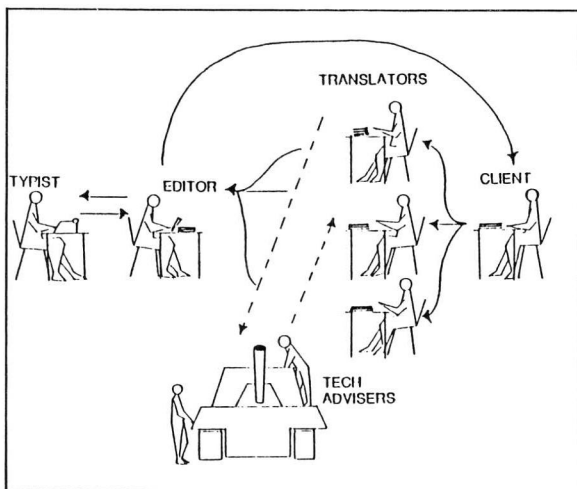 TRANSLATORS
TYPIST
EDITOR
CLIENT
TECH
ADVISERS